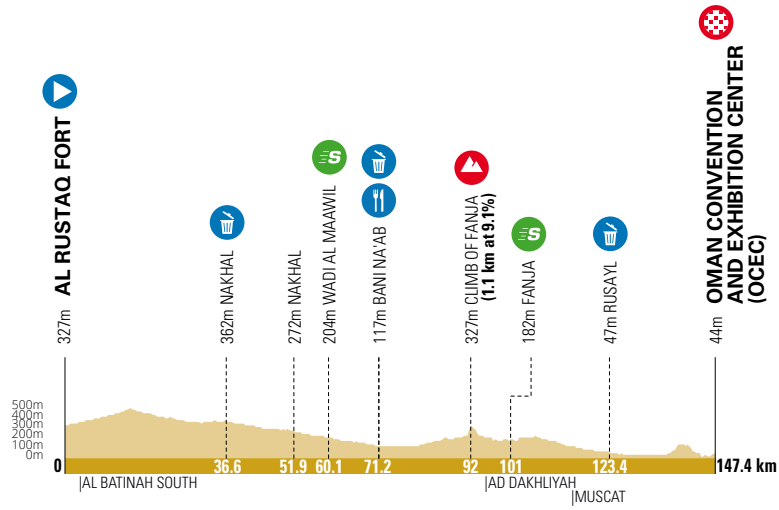 327m AL RUSTAQ FORT
362m NAKHAL
272m NAKHAL
204m WADI AL MAAWIL
S
117m BANI NA'AB
327m CLIMB OF FANJA
(1.1 km at 9.1%)
182m FANJA
S
47m RUSAYL
44m OMAN CONVENTION
AND EXHIBITION CENTER
(OCEC)
500m
400m
300m
200m
100m
0m
0 36.6 51.9 60.1 71.2 92 101 123.4 147.4 km
|AL BATINAH SOUTH |AD DAKHLIYAH
|MUSCAT